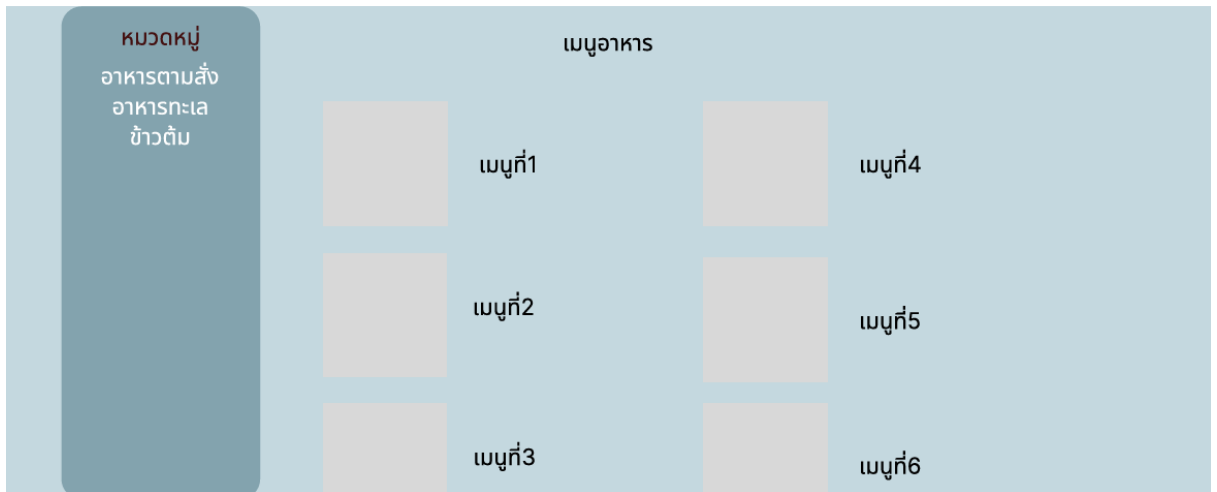 หมวดหมู่
อาหารตามสั่ง
อาหารทะเล
ข้าวต้ม
เมนูอาหาร
เมนูที่1
เมนูที่2
เมนูที่3
เมนูที่4
เมนูที่5
เมนูที่6